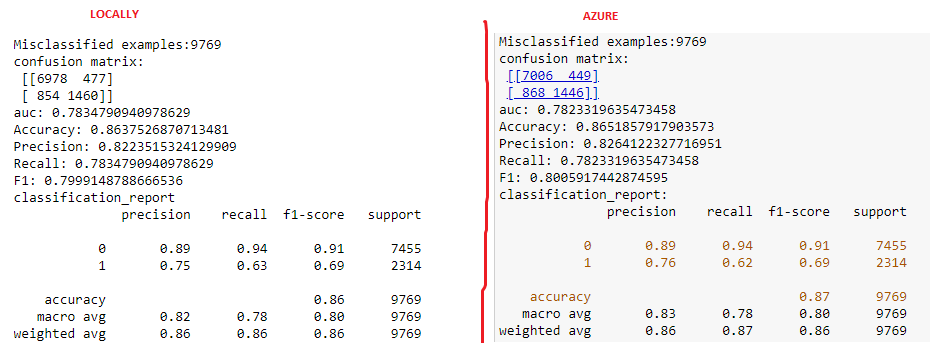 LOCALLY
Misclassified examples:9769
confusion matrix:
[[6978 477]
[ 854 1460]]
auc: 0.7834790940978629
Accuracy: 0.8637526870713481
Precision: 0.8223515324129909
Recall: 0.7834790940978629
F1: 0.7999148788666536
classification_report
precision recall f1-score support
0 0.89 0.94 0.91 7455
1 0.75 0.63 0.69 2314
accuracy 0.86 9769
macro avg 0.82 0.78 0.80 9769
weighted avg 0.86 0.86 0.86 9769
AZURE
Misclassified examples:9769
confusion matrix:
[[7006 449]
[ 868 1446]]
auc: 0.7823319635473458
Accuracy: 0.8651857917903573
Precision: 0.8264122327716951
Recall: 0.7823319635473458
F1: 0.8005917442874595
classification_report:
precision recall f1-score support
0 0.89 0.94 0.91 7455
1 0.76 0.62 0.69 2314
accuracy 0.87 9769
macro avg 0.83 0.78 0.80 9769
weighted avg 0.86 0.87 0.86 9769